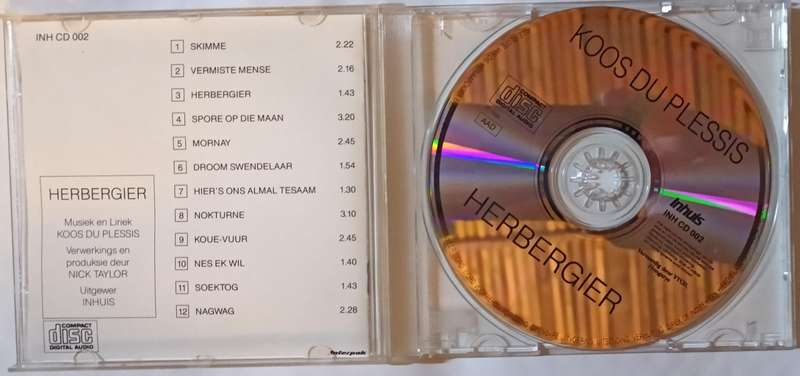 INH CD 002
1 SKIMME 2.22
2 VERMISTE MENSE 2.16
3 HERBERGIER 1.43
4 SPORE OP DIE MAAN 3.20
5 MORNAY 2.45
6 DROOM SWENDELAAR 1.54
7 HIER'S ONS ALMAL TESAAM 1.30
8 NOKTURNE 3.10
9 KOUE-VUUR 2.45
10 NES EK WIL 1.40
11 SOEKTOG 1.43
12 NAGWAG 2.28
HERBERGIER
Musiek en Liriek
KOOS DU PLESSIS
Verwerkings en
produksie deur
NICK TAYLOR
Uitgewer
INHUIS
COMPACT
disc
DIGITAL AUDIO
Interpak
KOOS DU PLESSIS
COMPACT
disc
DIGITAL AUDIO
AAD
HERBERGIER
Inhuis
INH CD 002